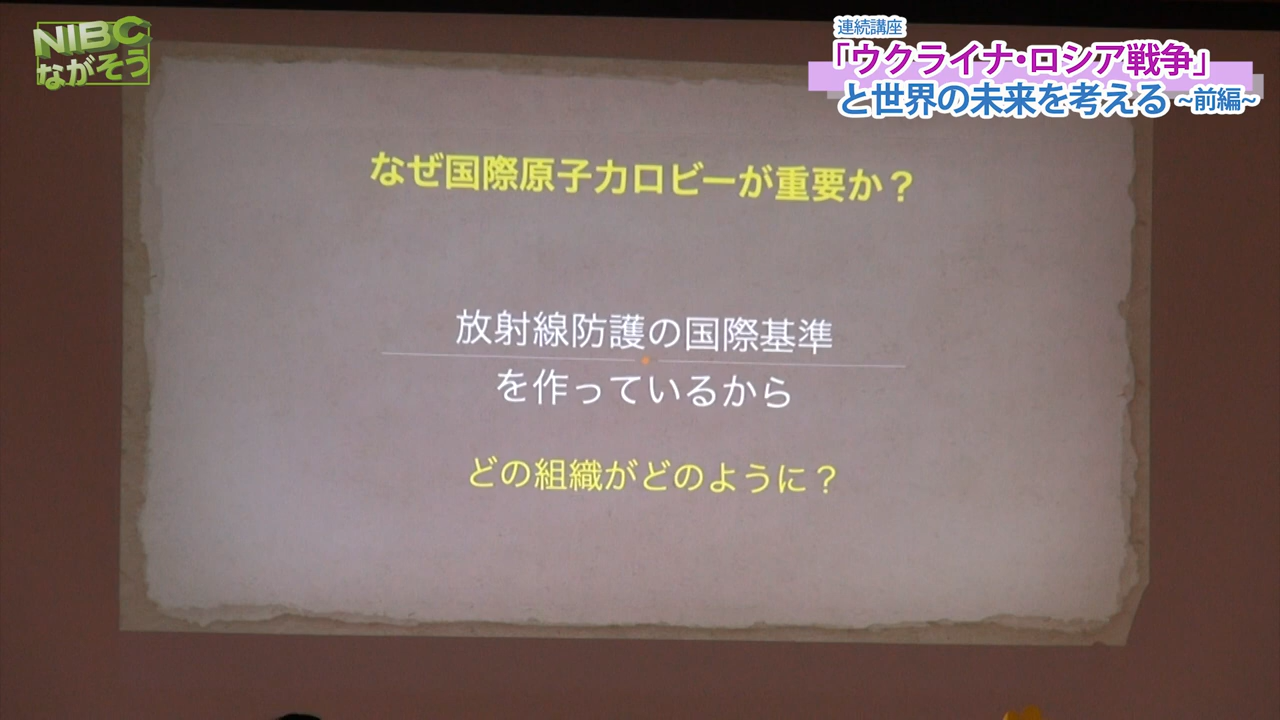 NIBC
ながそう
連続講座
「ウクライナ・ロシア戦争」
と世界の未来を考える ~前編~
なぜ国際原子力ロビーが重要か？
放射線防護の国際基準
を作っているから
どの組織がどのように？